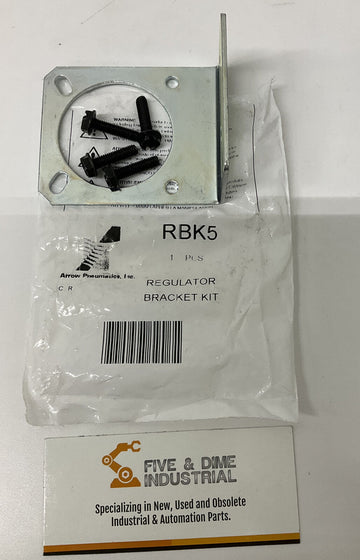 WARNING
RBK5
1 PCS
Arrow Pneumatics, Inc.
C R
REGULATOR
BRACKET KIT
FIVE & DIME
INDUSTRIAL
Specializing in New, Used and Obsolete
Industrial & Automation Parts.